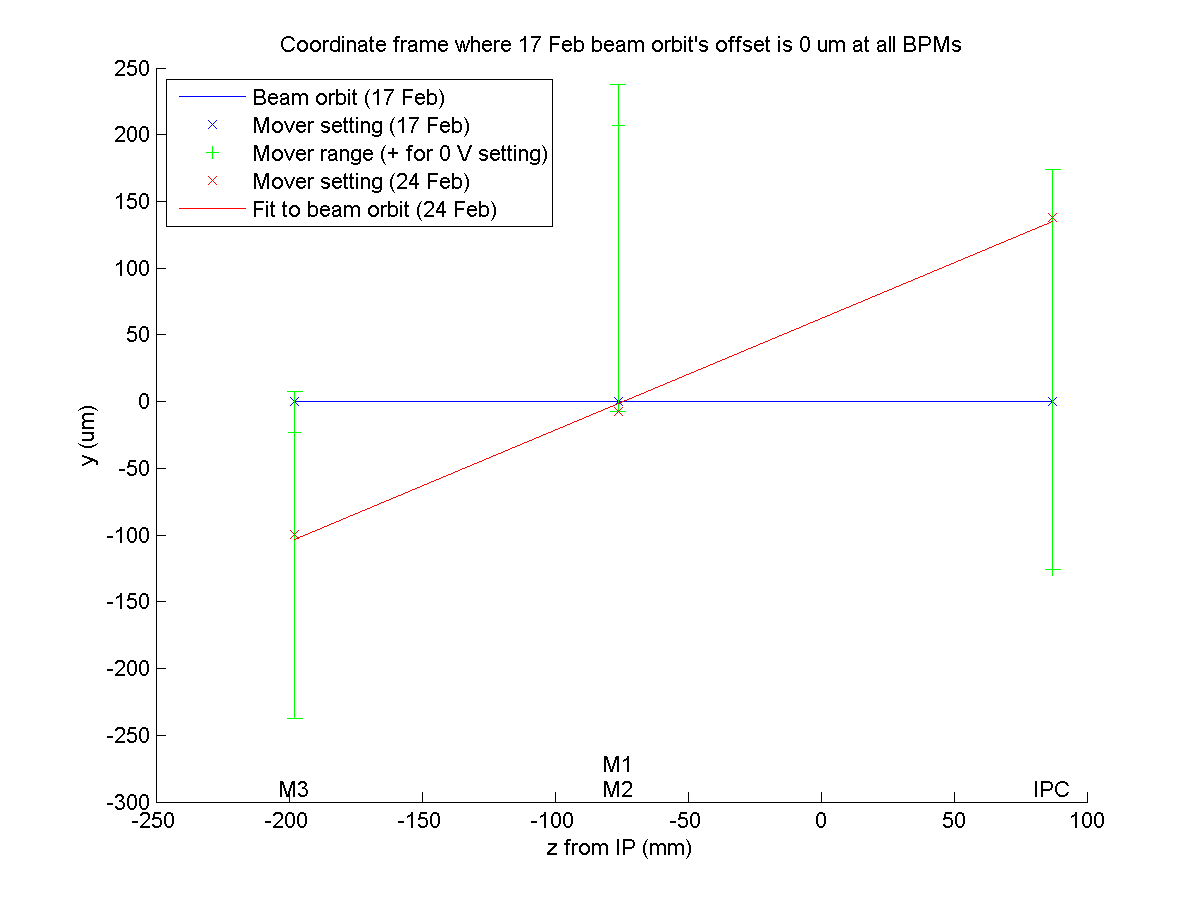 Coordinate frame where 17 Feb beam orbit's offset is 0 um at all BPMs
250
200
150
100
50
0
-50
-100
-150
-200
-250
-300
y (um)
Beam orbit (17 Feb)
Mover setting (17 Feb)
Mover range (+ for 0 V setting)
Mover setting (24 Feb)
Fit to beam orbit (24 Feb)
M1
M3 M2 IPC
-250 -200 -150 -100 -50 0 50 100
z from IP (mm)